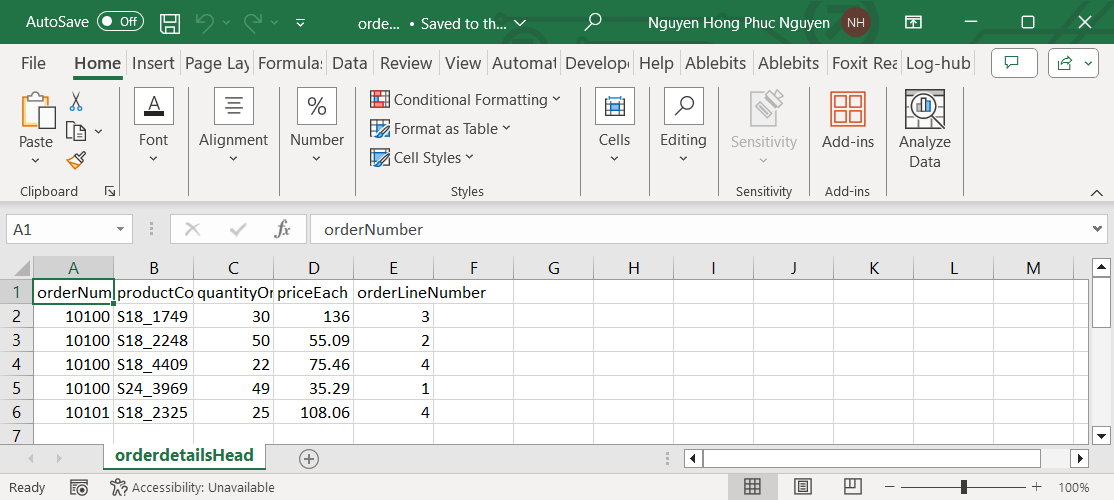 AutoSave Off orde... • Saved to th... Nguyen Hong Phuc Nguyen NH
File Home Insert Page Lay Formula: Data Review View Automat Develop Help Ablebits Ablebits Foxit Rea Log-hub
Paste Font Alignment % Number Conditional Formatting Cells Editing Sensitivity Add-ins Analyze Data
Format as Table
Cell Styles
Clipboard Styles Sensitivity Add-ins
A1 fx orderNumber
A B C D E F G H I J K L M
1 orderNum productCo quantityOr priceEach orderLineNumber
2 10100 S18_1749 30 136 3
3 10100 S18_2248 50 55.09 2
4 10100 S18_4409 22 75.46 4
5 10100 S24_3969 49 35.29 1
6 10101 S18_2325 25 108.06 4
7
orderdetailsHead
Ready Accessibility: Unavailable 100%